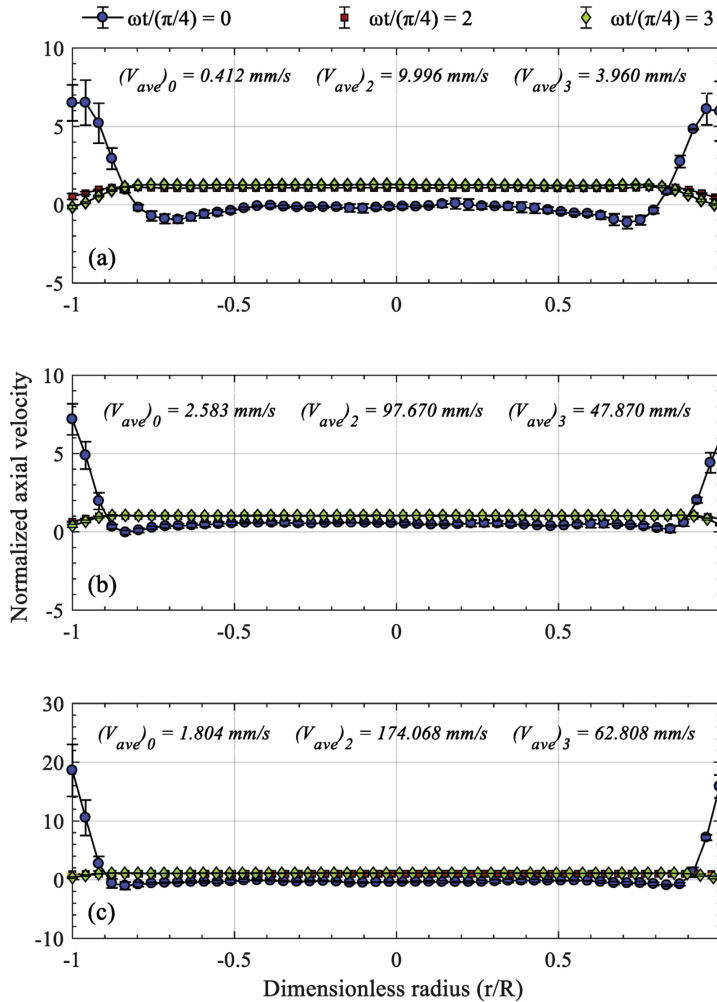 ωt/(π/4) = 0 ωt/(π/4) = 2 ωt/(π/4) = 3
10
(V_ave)_0 = 0.412 mm/s (V_ave)_2 = 9.996 mm/s (V_ave)_3 = 3.960 mm/s
5
0
(a)
-5
-1 -0.5 0 0.5
10
(V_ave)_0 = 2.583 mm/s (V_ave)_2 = 97.670 mm/s (V_ave)_3 = 47.870 mm/s
5
0
(b)
-5
-1 -0.5 0 0.5
Normalized axial velocity
30
(V_ave)_0 = 1.804 mm/s (V_ave)_2 = 174.068 mm/s (V_ave)_3 = 62.808 mm/s
20
10
0
(c)
-10
-1 -0.5 0 0.5
Dimensionless radius (r/R)